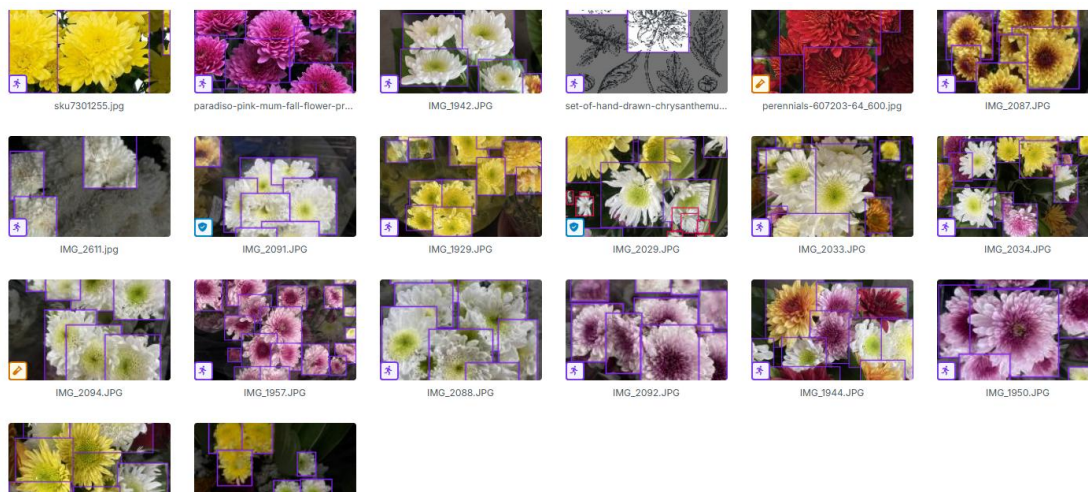 sku7301255.jpg
paradiso-pink-mum-fall-flower-pr...
IMG_1942.JPG
set-of-hand-drawn-chrysanthemu...
perennials-607203-64_600.jpg
IMG_2087.JPG
IMG_2611.jpg
IMG_2091.JPG
IMG_1929.JPG
IMG_2029.JPG
IMG_2033.JPG
IMG_2034.JPG
IMG_2094.JPG
IMG_1957.JPG
IMG_2088.JPG
IMG_2092.JPG
IMG_1944.JPG
IMG_1950.JPG